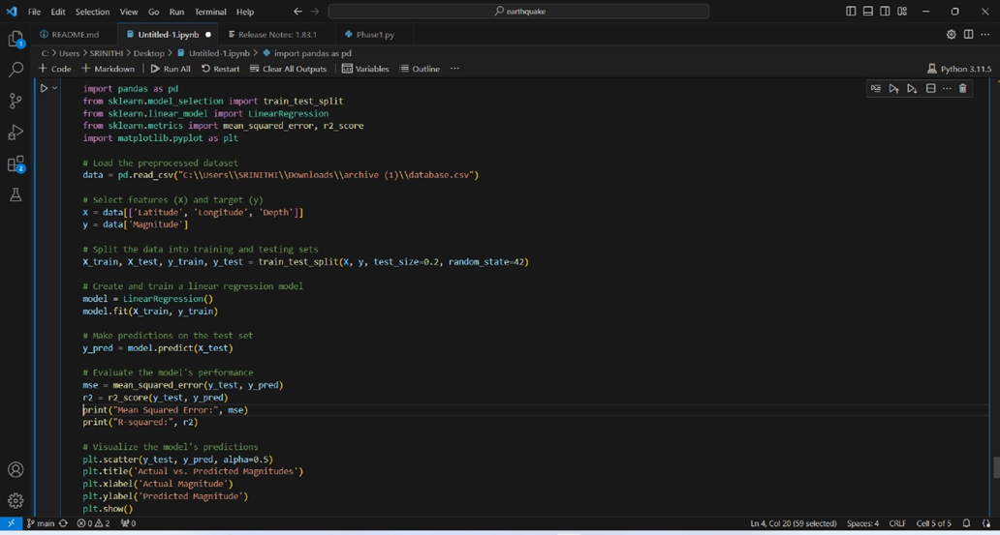 File Edit Selection View Go Run Terminal Help
earthquake
README.md Untitled-1.ipynb Release Notes: 1.83.1 Phase1.py
C: > Users > SRINITHI > Desktop > Untitled-1.ipynb > import pandas as pd
+ Code + Markdown Run All Restart Clear All Outputs Variables Outline ... Python 3.11.5
1
2
import pandas as pd
from sklearn.model_selection import train_test_split
from sklearn.linear_model import LinearRegression
from sklearn.metrics import mean_squared_error, r2_score
import matplotlib.pyplot as plt
# Load the preprocessed dataset
data = pd.read_csv("C:\\Users\\SRINITHI\\Downloads\\archive (1)\\database.csv")
# Select features (X) and target (y)
X = data[['Latitude', 'Longitude', 'Depth']]
y = data['Magnitude']
# Split the data into training and testing sets
X_train, X_test, y_train, y_test = train_test_split(X, y, test_size=0.2, random_state=42)
# Create and train a linear regression model
model = LinearRegression()
model.fit(X_train, y_train)
# Make predictions on the test set
y_pred = model.predict(X_test)
# Evaluate the model's performance
mse = mean_squared_error(y_test, y_pred)
r2 = r2_score(y_test, y_pred)
print("Mean Squared Error:", mse)
print("R-squared:", r2)
# Visualize the model's predictions
plt.scatter(y_test, y_pred, alpha=0.5)
plt.title('Actual vs. Predicted Magnitudes')
plt.xlabel('Actual Magnitude')
plt.ylabel('Predicted Magnitude')
plt.show()
main 0 2 0 Ln 4, Col 20 (59 selected) Spaces: 4 CRLF Cell 5 of 5